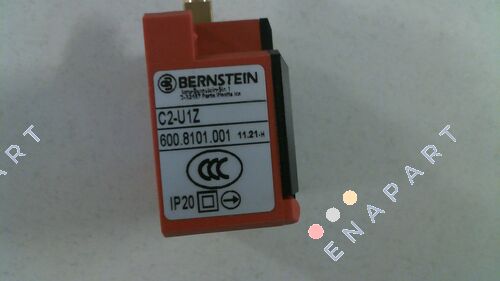 BERNSTEIN
C2-U1Z
600.8101.001 11.21-H
CCC
IP20
ENAPART
ENAPART